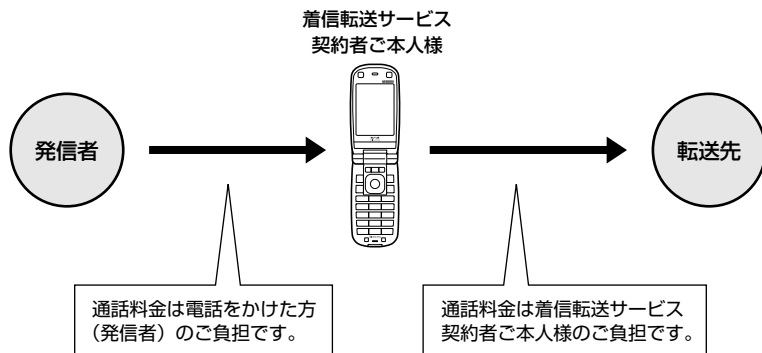 着信転送サービス
契約者ご本人様
発信者
転送先
通話料金は電話をかけた方
（発信者）のご負担です。
通話料金は着信転送サービス
契約者ご本人様のご負担です。